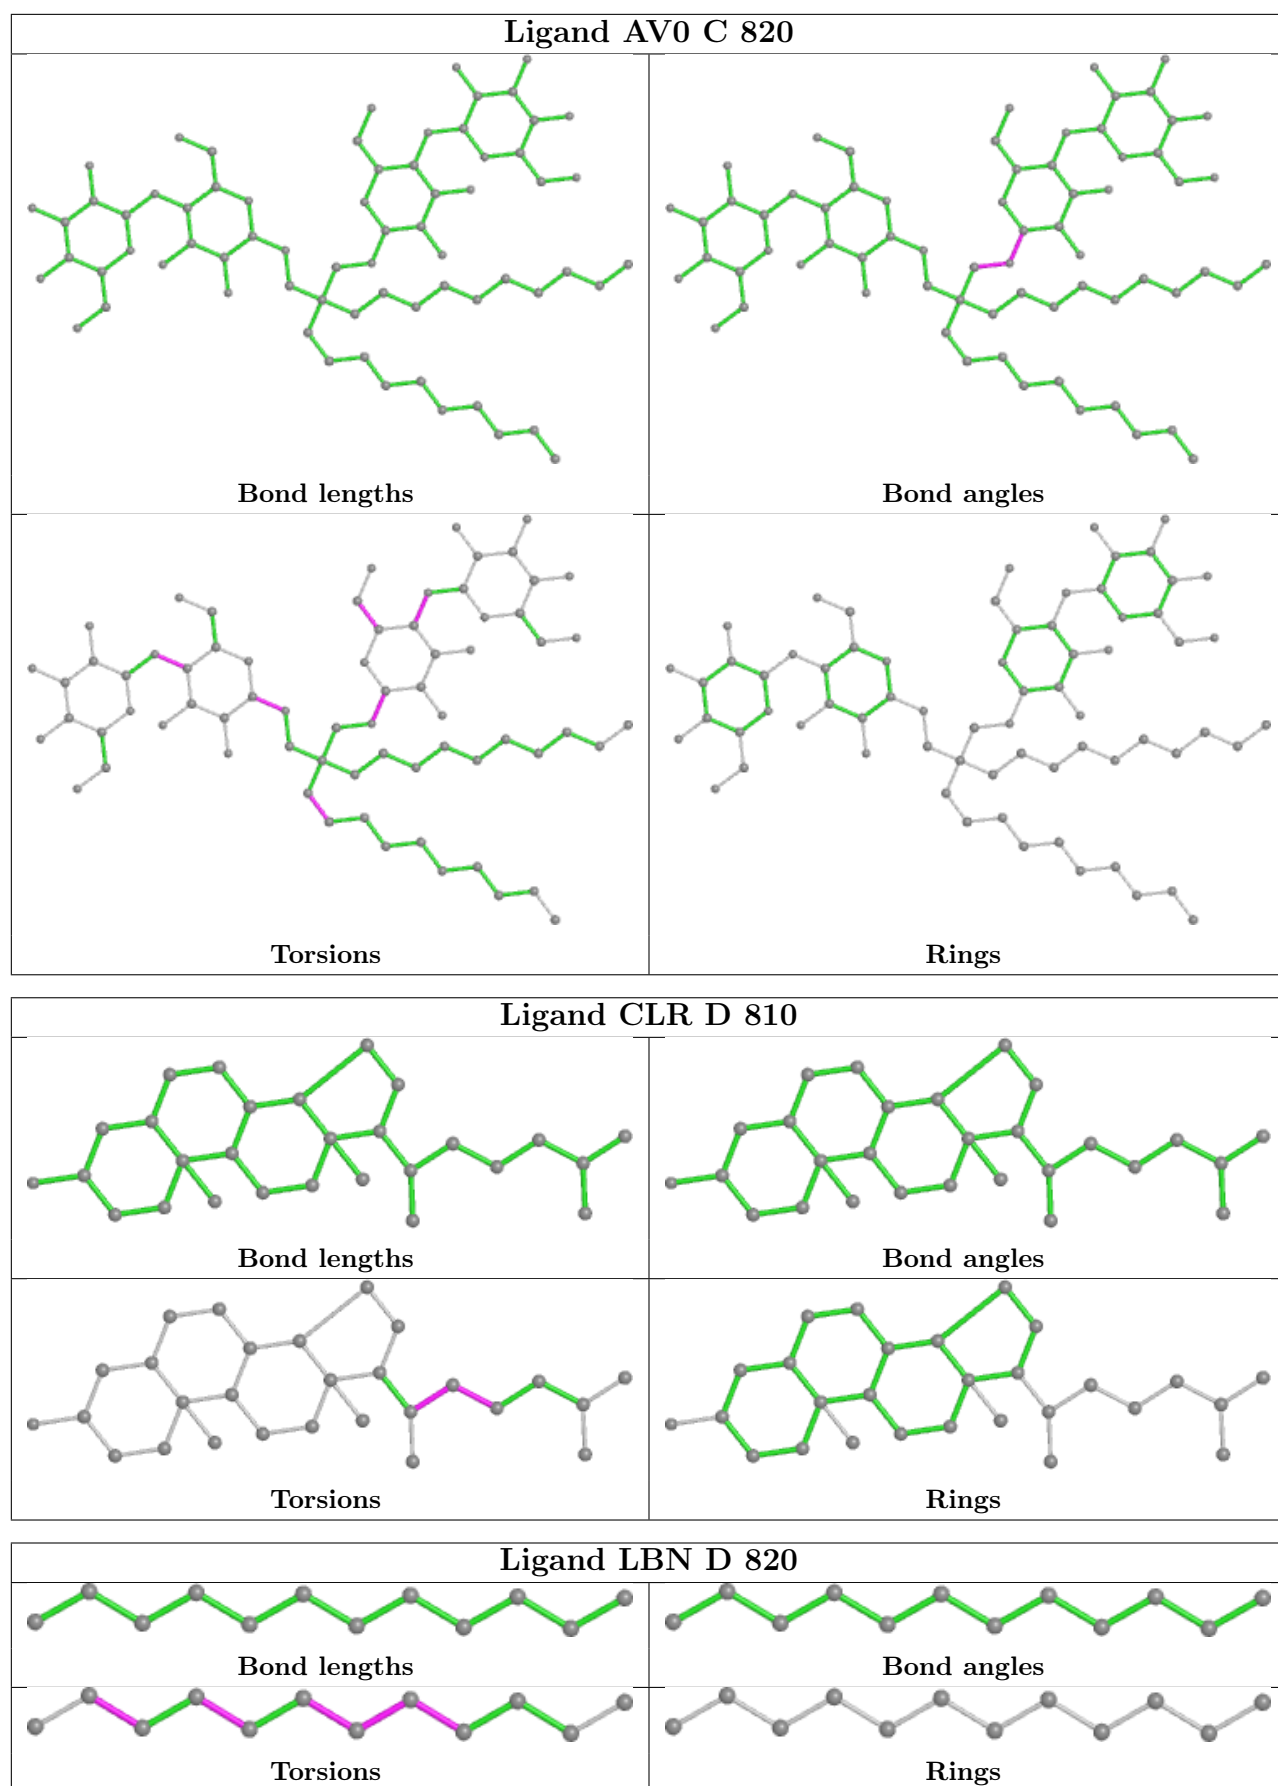 Ligand AV0 C 820
Bond lengths
Bond angles
Torsions
Rings
Ligand CLR D 810
Bond lengths
Bond angles
Torsions
Rings
Ligand LBN D 820
Bond lengths
Bond angles
Torsions
Rings